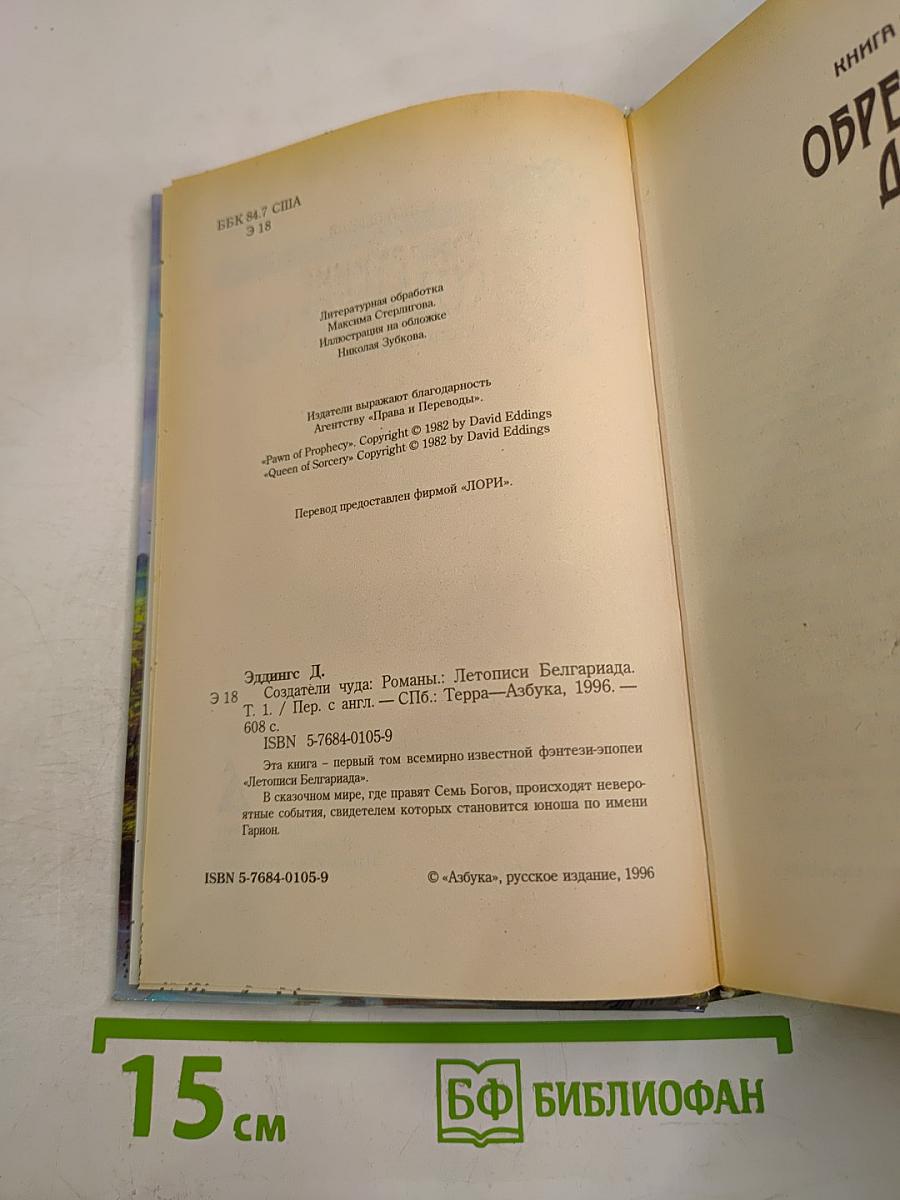 ББК 84.7 США
Э 18
Литературная обработка
Максима Стерлигова.
Иллюстрация на обложке
Николая Зубкова.
Издатели выражают благодарность
Агентству «Права и Переводы».
«Pawn of Prophecy». Copyright © 1982 by David Eddings
«Queen of Sorcery» Copyright © 1982 by David Eddings
Перевод предоставлен фирмой «ЛОРИ».
Эддингс Д.
Э 18 Создатели чуда: Романы.: Летописи Белгариада.
Т. 1. / Пер. с англ. — СПб.: Терра—Азбука, 1996. —
608 с.
ISBN 5-7684-0105-9
Эта книга – первый том всемирно известной фэнтези-эпопеи
«Летописи Белгариада».
В сказочном мире, где правят Семь Богов, происходят неверо-
ятные события, свидетелем которых становится юноша по имени
Гарион.
ISBN 5-7684-0105-9 © «Азбука», русское издание, 1996
КНИГА
15 см
БФ БИБЛИОФАН